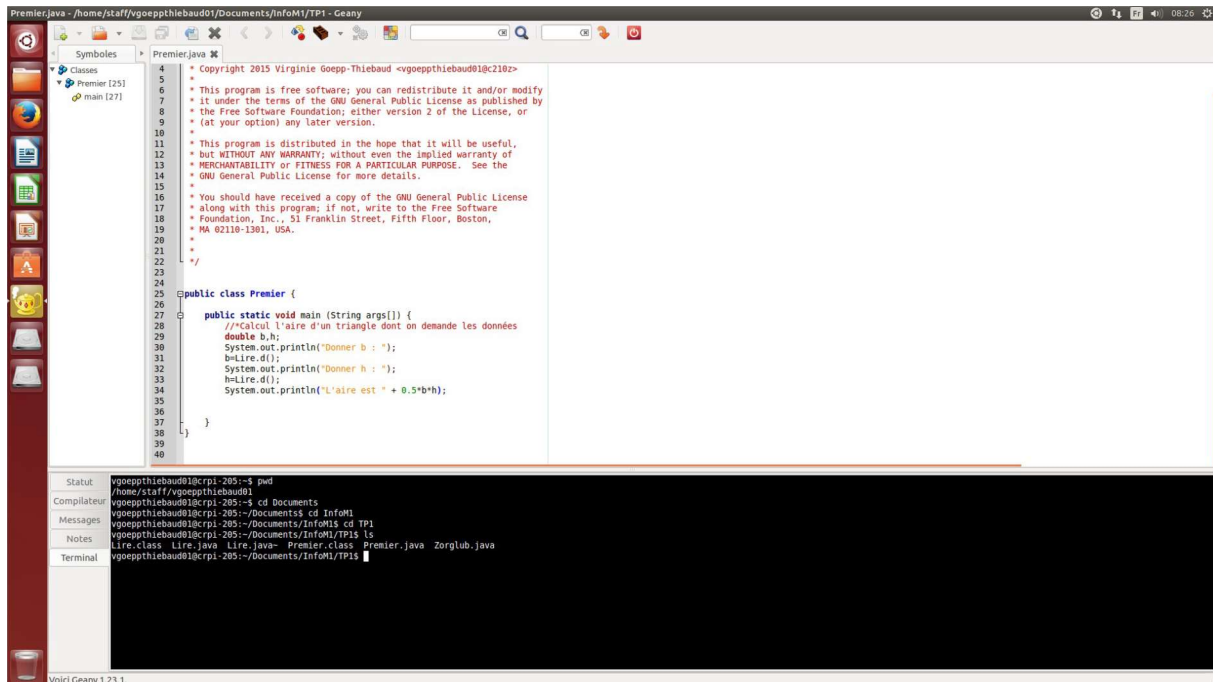 Premier.java - /home/staff/vgoeppthiebaud01/Documents/InfoM1/TP1 - Geany
Fr 08:26
Symboles
Premier.java
Classes
Premier [25]
main [27]
4 * Copyright 2015 Virginie Goepp-Thiebaud <vgoeppthiebaud01@c210z>
5 *
6 * This program is free software; you can redistribute it and/or modify
7 * it under the terms of the GNU General Public License as published by
8 * the Free Software Foundation; either version 2 of the License, or
9 * (at your option) any later version.
10 *
11 * This program is distributed in the hope that it will be useful,
12 * but WITHOUT ANY WARRANTY; without even the implied warranty of
13 * MERCHANTABILITY or FITNESS FOR A PARTICULAR PURPOSE. See the
14 * GNU General Public License for more details.
15 *
16 * You should have received a copy of the GNU General Public License
17 * along with this program; if not, write to the Free Software
18 * Foundation, Inc., 51 Franklin Street, Fifth Floor, Boston,
19 * MA 02110-1301, USA.
20 *
21 *
22 */
23
24
25 public class Premier {
26
27 public static void main (String args[]) {
28 //*Calcul l'aire d'un triangle dont on demande les données
29 double b,h;
30 System.out.println("Donner b : ");
31 b=Lire.d();
32 System.out.println("Donner h : ");
33 h=Lire.d();
34 System.out.println("L'aire est " + 0.5*b*h);
35
36
37 }
38 }
39
40
Statut
Compilateur
Messages
Notes
Terminal
vgoeppthiebaud01@crpi-205:~$ pwd
/home/staff/vgoeppthiebaud01
vgoeppthiebaud01@crpi-205:~$ cd Documents
vgoeppthiebaud01@crpi-205:~/Documents$ cd InfoM1
vgoeppthiebaud01@crpi-205:~/Documents/InfoM1$ cd TP1
vgoeppthiebaud01@crpi-205:~/Documents/InfoM1/TP1$ ls
Lire.class Lire.java Lire.java~ Premier.class Premier.java Zorglub.java
vgoeppthiebaud01@crpi-205:~/Documents/InfoM1/TP1$
Voici Geany 1.23.1.